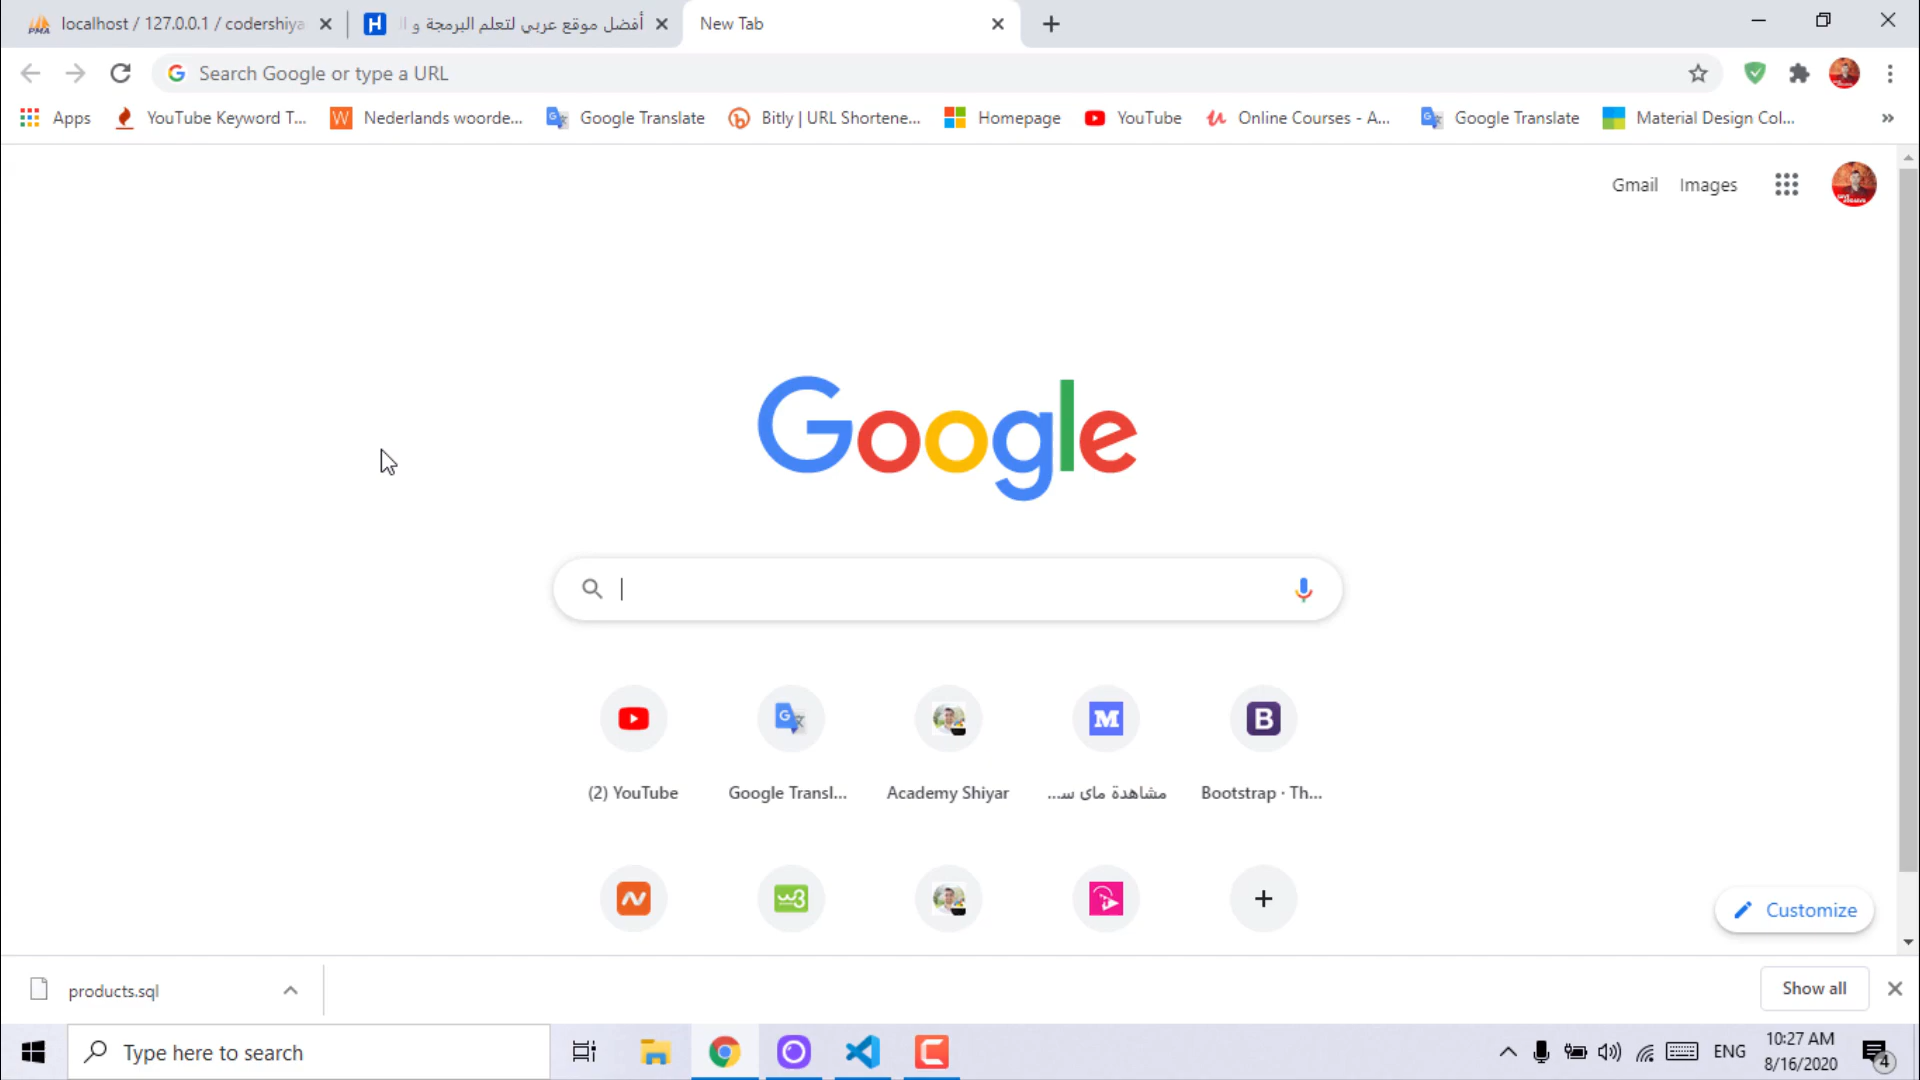 localhost / 127.0.0.1 / codershiya
أفضل موقع عربي لتعلم البرمجة و ال
New Tab
Search Google or type a URL
Apps
YouTube Keyword T...
Nederlands woorde...
Google Translate
Bitly | URL Shortene...
Homepage
YouTube
Online Courses - A...
Google Translate
Material Design Col...
»
Gmail
Images
Google
(2) YouTube
Google Transl...
Academy Shiyar
مشاهدة ماي س...
Bootstrap · Th...
Customize
products.sql
Show all
Type here to search
ENG
10:27 AM
8/16/2020
4